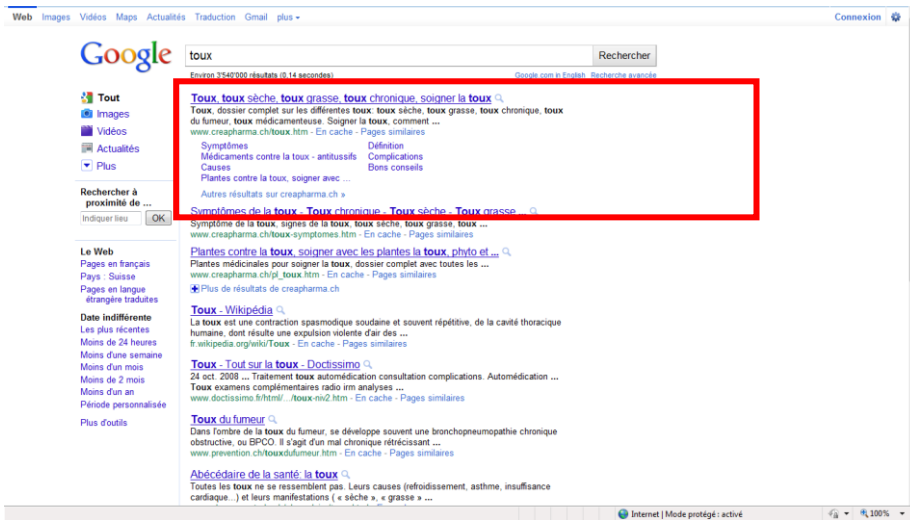 Web Images Vidéos Maps Actualités Traduction Gmail plus
Connexion
Google
toux
Rechercher
Environ 3'540'000 résultats (0,14 secondes)
Google.com in English Recherche avancée
Tout
Images
Vidéos
Actualités
Plus
Rechercher à
proximité de ...
Indiquer lieu OK
Le Web
Pages en français
Pays : Suisse
Pages en langue
étrangère traduites
Date indifférente
Les plus récentes
Moins de 24 heures
Moins d'une semaine
Moins d'un mois
Moins de 2 mois
Moins d'un an
Période personnalisée
Plus d'outils
Toux, toux sèche, toux grasse, toux chronique, soigner la toux
Toux, dossier complet sur les différentes toux: toux sèche, toux grasse, toux chronique, toux
du fumeur, toux médicamenteuse. Soigner la toux, comment ...
www.creapharma.ch/toux.htm - En cache - Pages similaires
Symptômes Définition
Médicaments contre la toux - antitussifs Complications
Causes Bons conseils
Plantes contre la toux, soigner avec ...
Autres résultats sur creapharma.ch »
Symptômes de la toux - Toux chronique - Toux sèche - Toux grasse ...
Symptôme de la toux, signes de la toux, toux sèche, toux grasse, toux ...
www.creapharma.ch/toux-symptomes.htm - En cache - Pages similaires
Plantes contre la toux, soigner avec les plantes la toux, phyto et ...
Plantes médicinales pour soigner la toux, dossier complet avec toutes les ...
www.creapharma.ch/pl_toux.htm - En cache - Pages similaires
Plus de résultats de creapharma.ch
Toux - Wikipédia
La toux est une contraction spasmodique soudaine et souvent répétitive, de la cavité thoracique
humaine, dont résulte une expulsion violente d'air des ...
fr.wikipedia.org/wiki/Toux - En cache - Pages similaires
Toux - Tout sur la toux - Doctissimo
24 oct. 2008 ... Traitement toux automédication consultation complications. Automédication ...
Toux examens complémentaires radio irm analyses ...
www.doctissimo.fr/html/.../toux-niv2.htm - En cache - Pages similaires
Toux du fumeur
Dans l'ombre de la toux du fumeur, se développe souvent une bronchopneumopathie chronique
obstructive, ou BPCO. Il s'agit d'un mal chronique rétrécissant ...
www.prevention.ch/touxdufumeur.htm - En cache - Pages similaires
Abécédaire de la santé: la toux
Toutes les toux ne se ressemblent pas. Leurs causes (refroidissement, asthme, insuffisance
cardiaque...) et leurs manifestations ( « sèche », « grasse » ...
Internet | Mode protégé : activé
100%